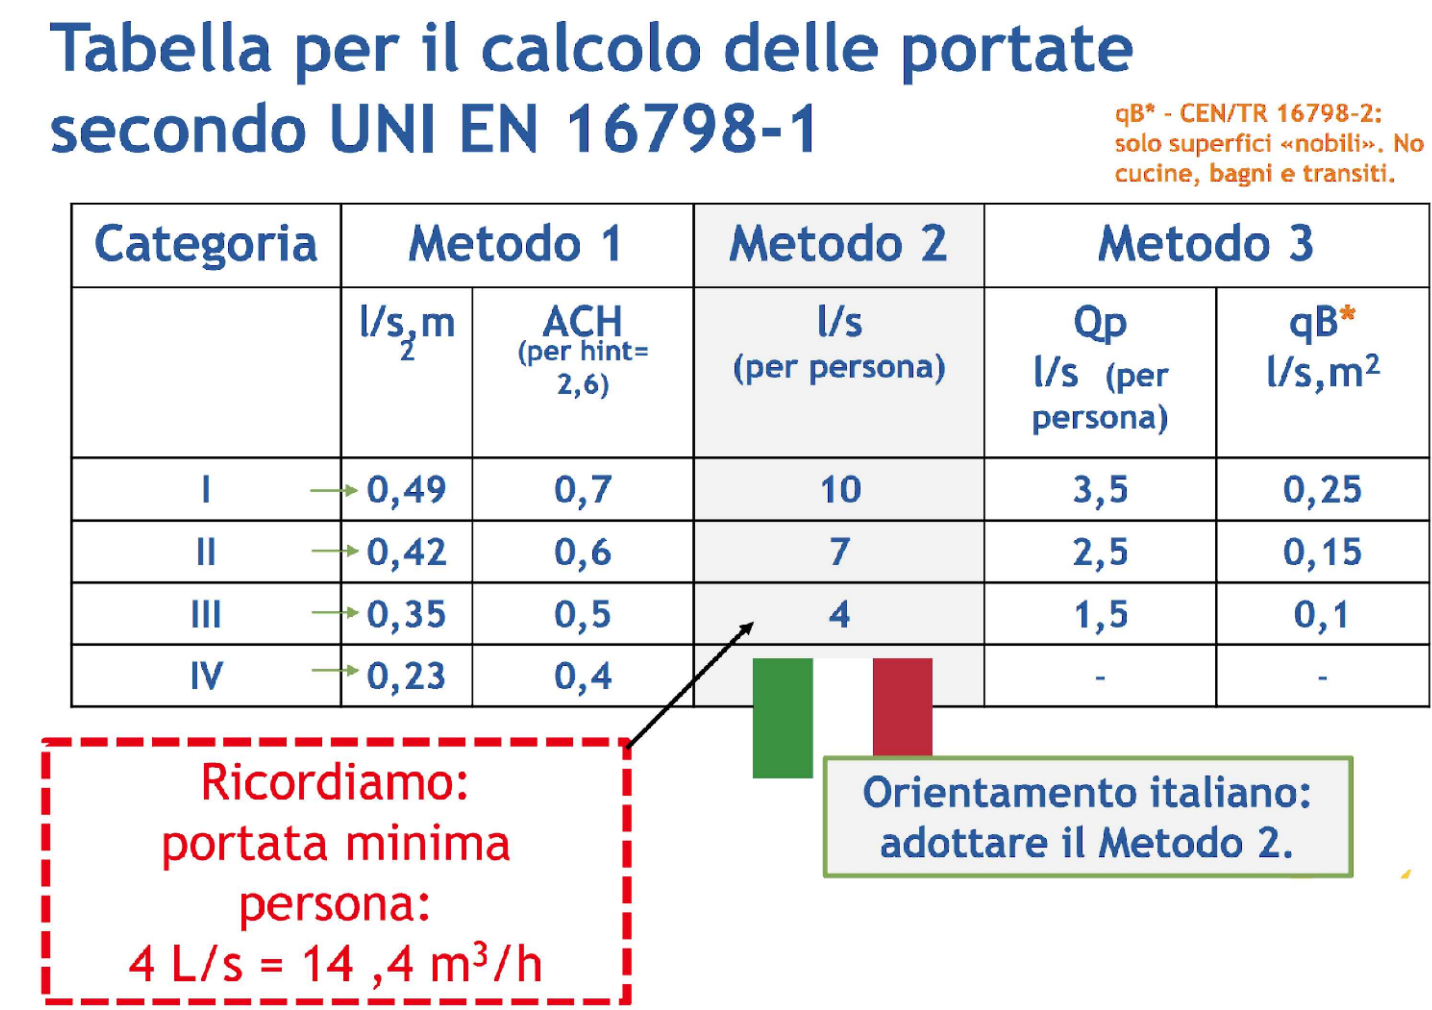 Tabella per il calcolo delle portate
secondo UNI EN 16798-1
qB* - CEN/TR 16798-2:
solo superfici «nobili». No
cucine, bagni e transiti.
Categoria Metodo 1 Metodo 2 Metodo 3
l/s,m2 ACH (per hint= 2,6) l/s (per persona) Qp l/s (per persona) qB* l/s,m²
I 0,49 0,7 10 3,5 0,25
II 0,42 0,6 7 2,5 0,15
III 0,35 0,5 4 1,5 0,1
IV 0,23 0,4 - -
Ricordiamo:
portata minima
persona:
4 L/s = 14 ,4 m³/h
Orientamento italiano:
adottare il Metodo 2.